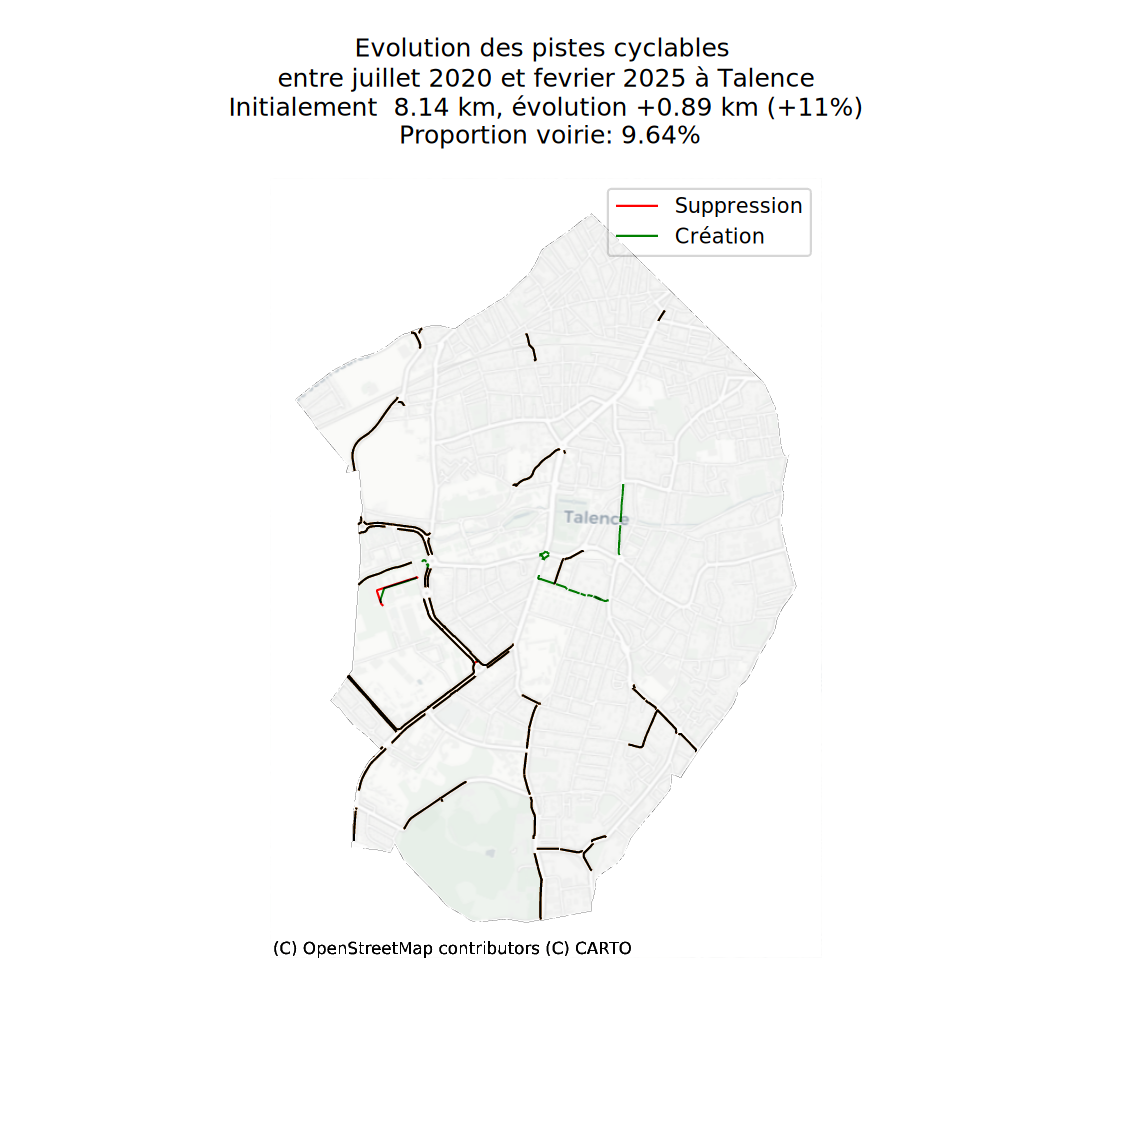 Evolution des pistes cyclables
entre juillet 2020 et fevrier 2025 à Talence
Initialement  8.14 km, évolution +0.89 km (+11%)
Proportion voirie: 9.64%
Suppression
Création
Talence
(C) OpenStreetMap contributors (C) CARTO